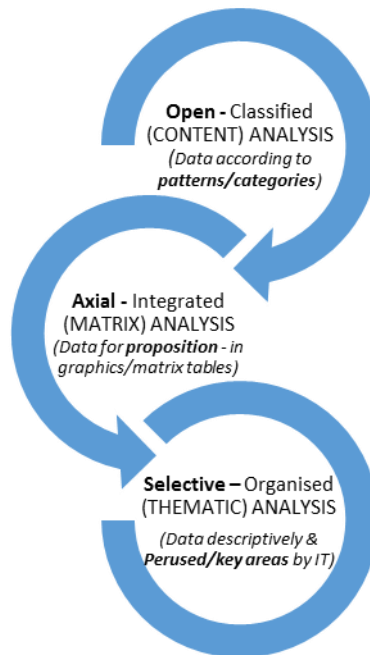 Open - Classified
(CONTENT) ANALYSIS
(Data according to
patterns/categories)
Axial - Integrated
(MATRIX) ANALYSIS
(Data for proposition - in
graphics/matrix tables)
Selective – Organised
(THEMATIC) ANALYSIS
(Data descriptively &
Perused/key areas by IT)